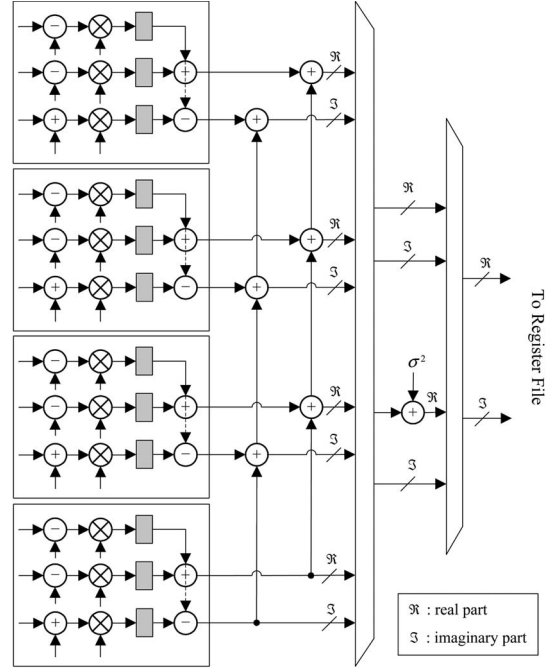 ℜ
ℑ
ℜ
ℑ
ℜ
ℑ
ℜ
ℑ
ℜ
ℑ
σ²
ℜ
ℑ
ℜ
ℑ
To Register File
ℜ : real part
ℑ : imaginary part